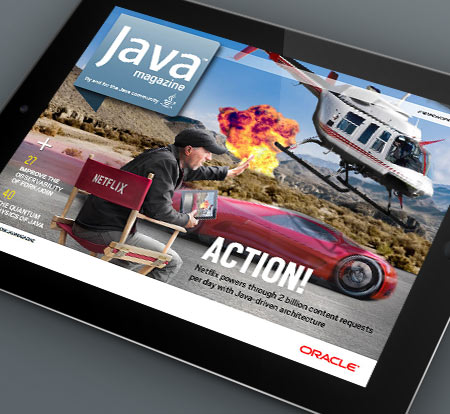 Java™
magazine
By and for the Java community
+
27
IMPROVE THE
OBSERVABILITY
OF FORK/JOIN
40
THE QUANTUM
PHYSICS OF JAVA
NETFLIX
ACTION!
Netflix powers through 2 billion content requests
per day with Java-driven architecture
ORACLE